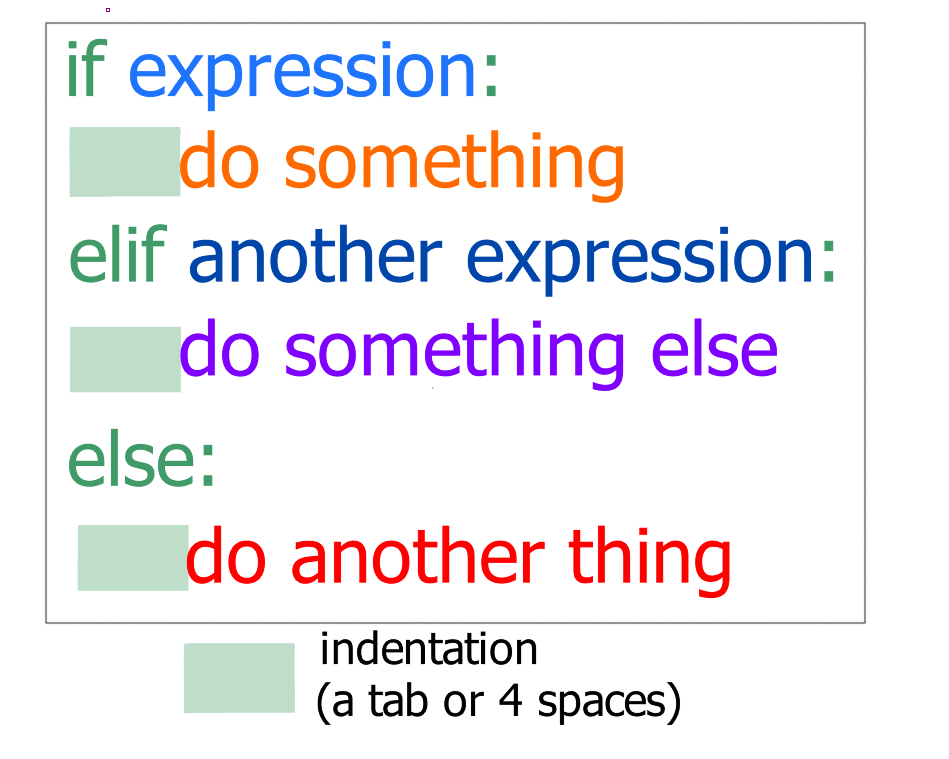 if expression:
do something
elif another expression:
do something else
else:
do another thing
indentation
(a tab or 4 spaces)